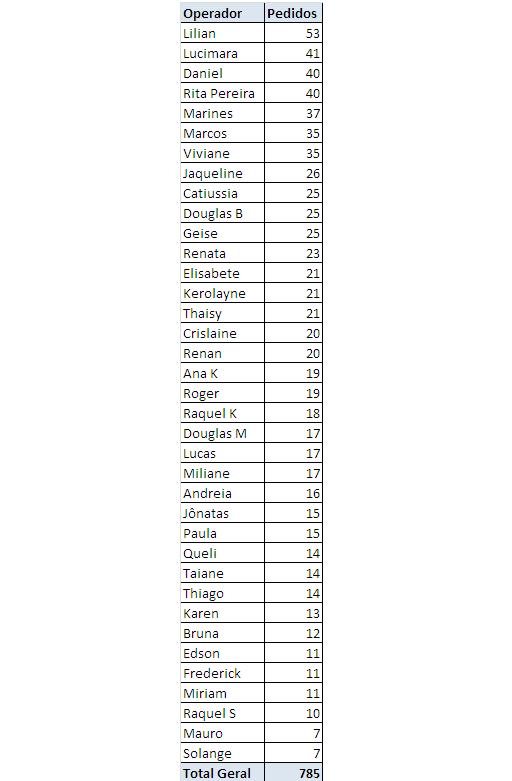 Operador Pedidos
Lilian 53
Lucimara 41
Daniel 40
Rita Pereira 40
Marines 37
Marcos 35
Viviane 35
Jaqueline 26
Catiussia 25
Douglas B 25
Geise 25
Renata 23
Elisabete 21
Kerolayne 21
Thaisy 21
Crislaine 20
Renan 20
Ana K 19
Roger 19
Raquel K 18
Douglas M 17
Lucas 17
Miliane 17
Andreia 16
Jônatas 15
Paula 15
Queli 14
Taiane 14
Thiago 14
Karen 13
Bruna 12
Edson 11
Frederick 11
Miriam 11
Raquel S 10
Mauro 7
Solange 7
Total Geral 785